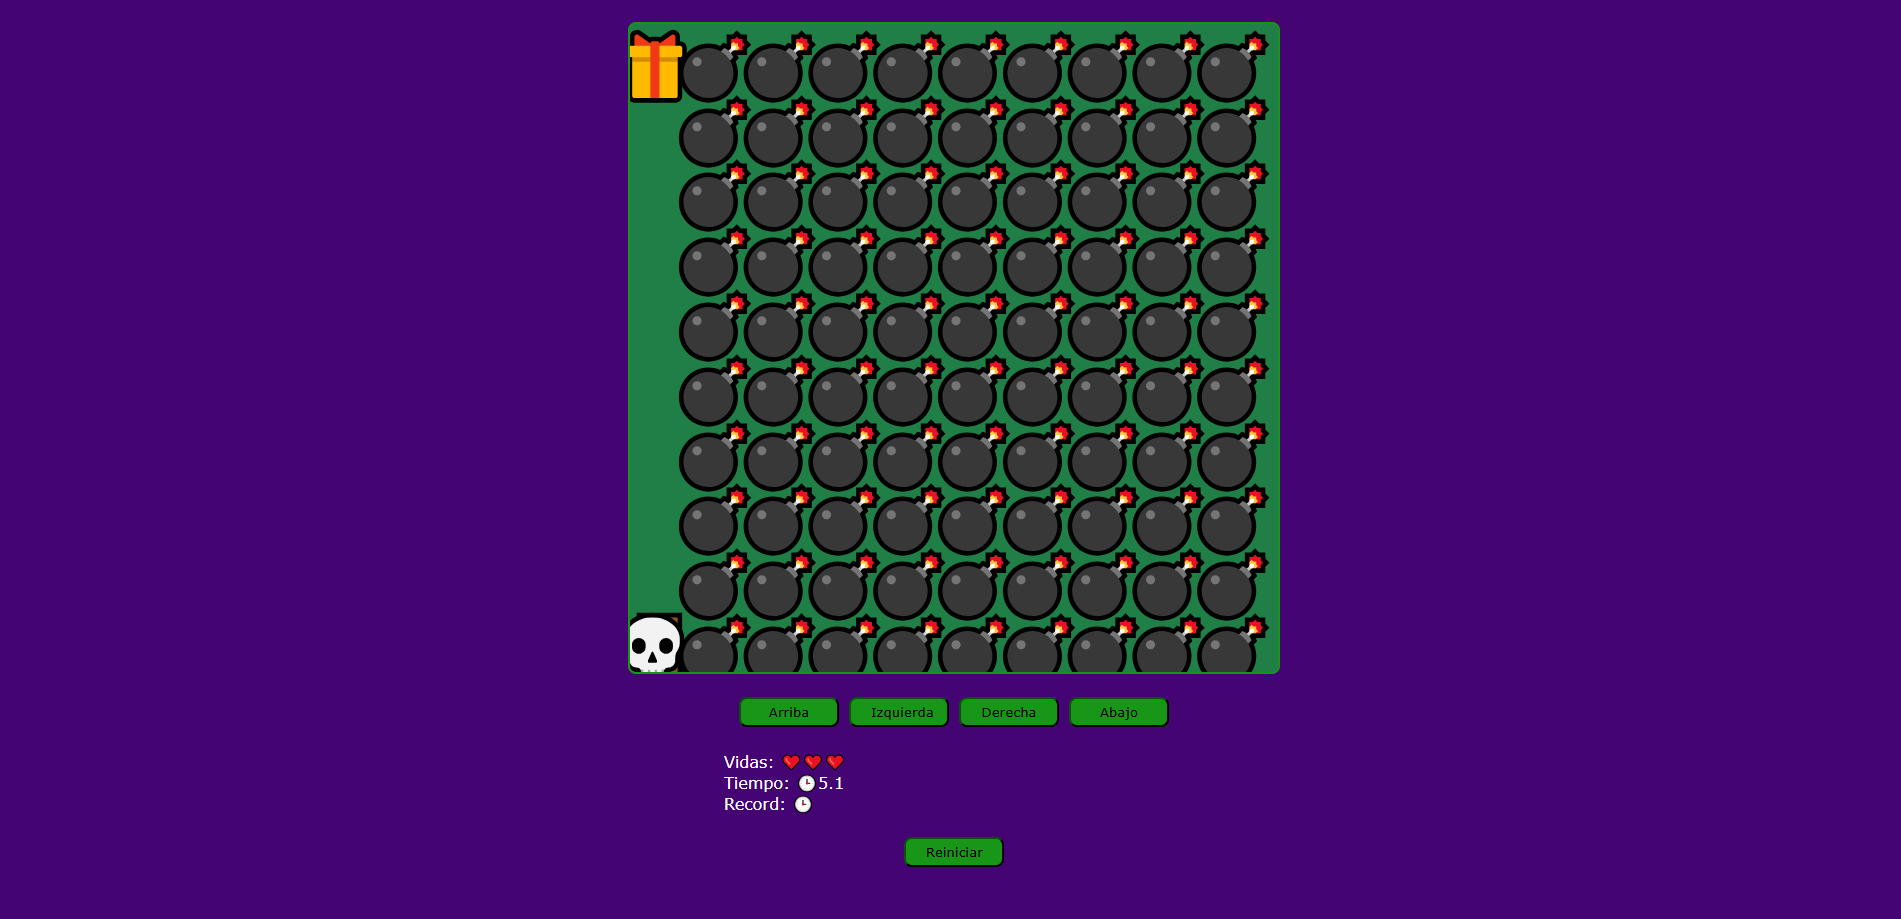 Arriba Izquierda Derecha Abajo
Vidas:
Tiempo: 5.1
Record:
Reiniciar